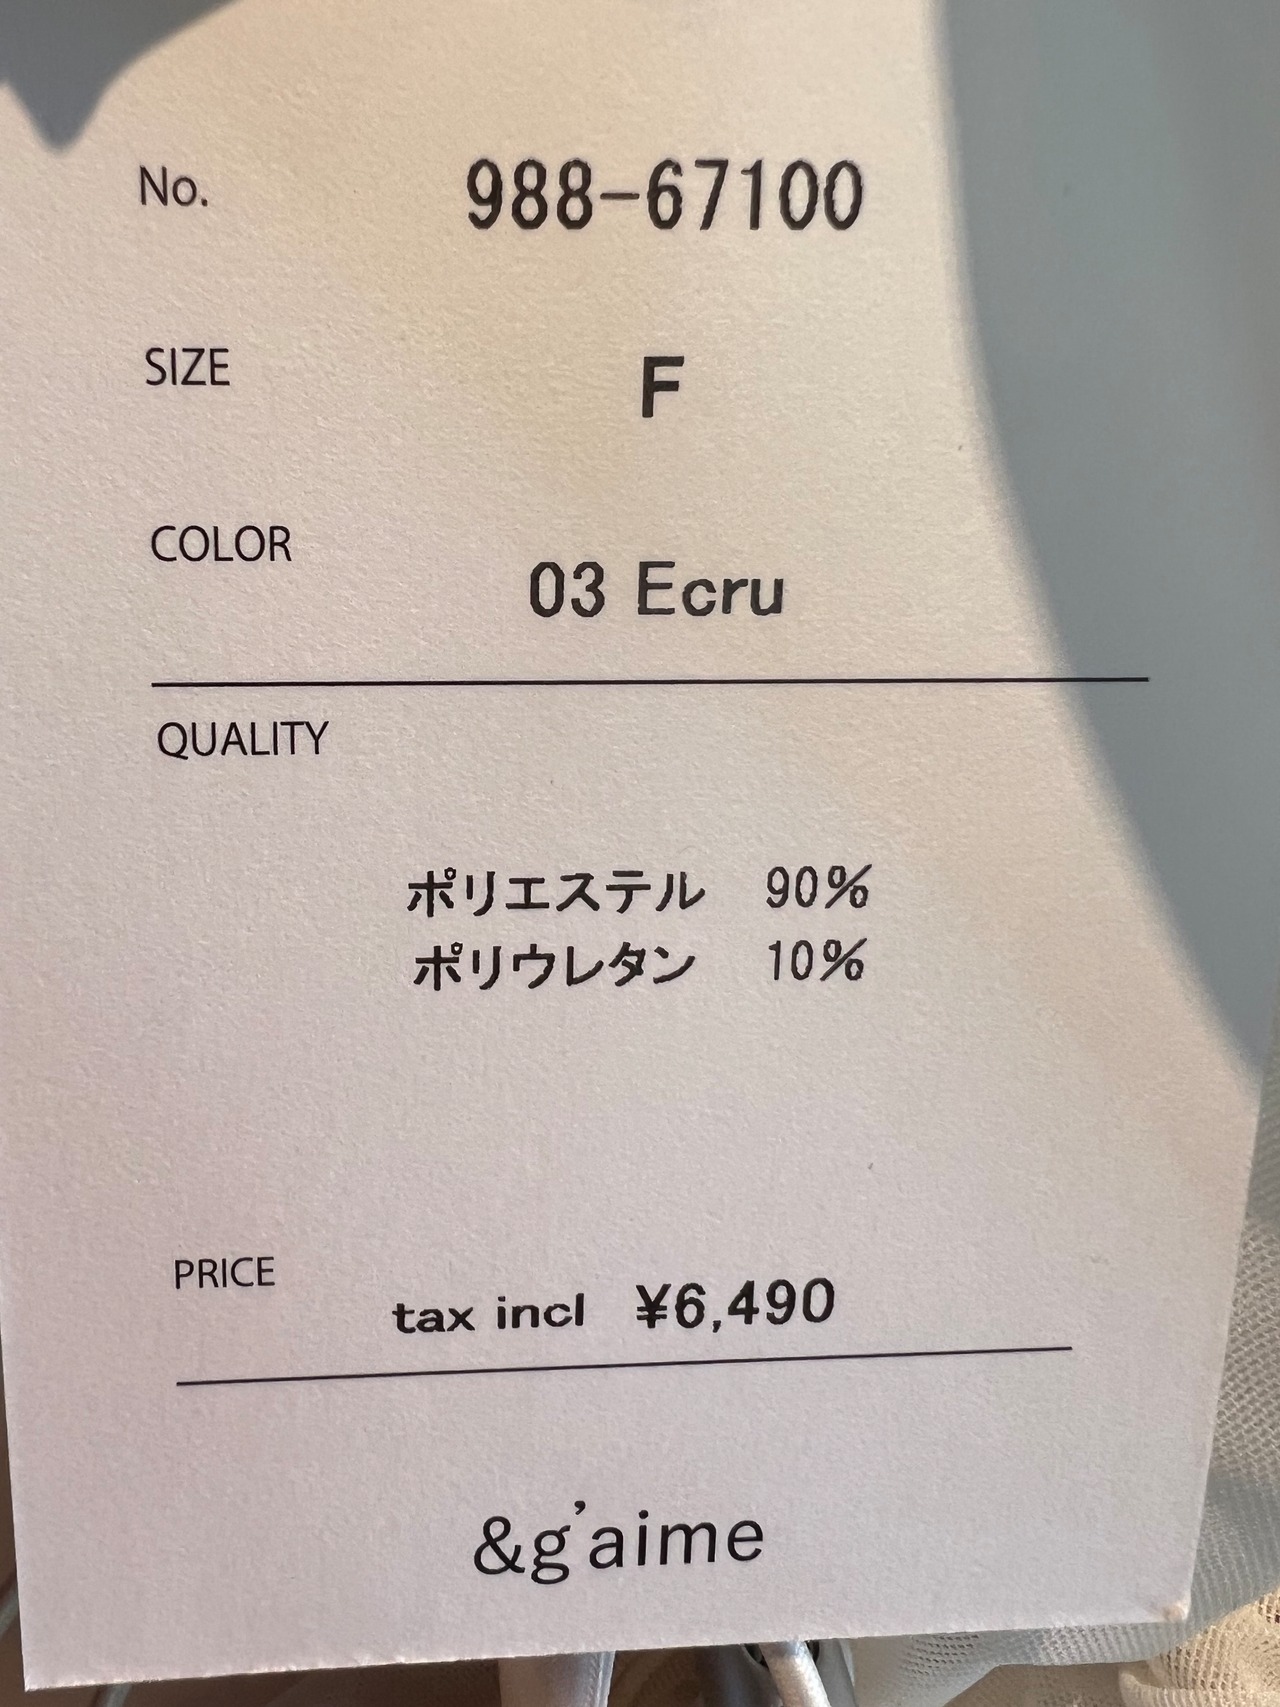 No. 988-67100
SIZE F
COLOR 03 Ecru
QUALITY
ポリエステル 90%
ポリウレタン 10%
PRICE tax incl ¥6,490
&g'aime